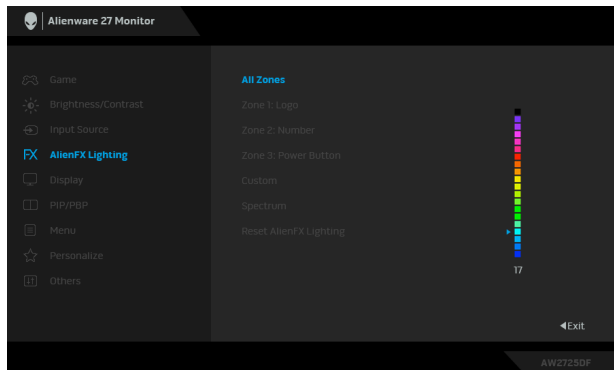 Alienware 27 Monitor
Game
Brightness/Contrast
Input Source
FX AlienFX Lighting
Display
PIP/PBP
Menu
Personalize
Others
All Zones
Zone 1: Logo
Zone 2: Number
Zone 3: Power Button
Custom
Spectrum
Reset AlienFX Lighting
17
Exit
AW2725DF